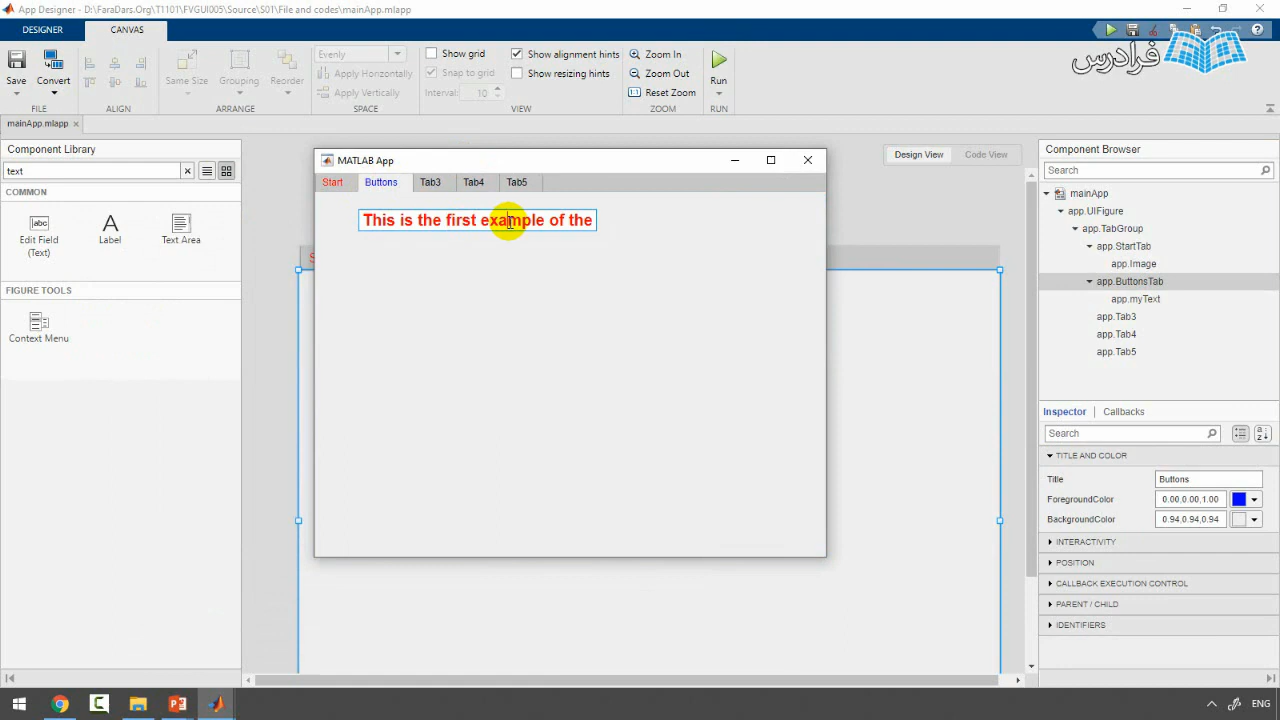 App Designer - D:\FaraDars.Org\T1101\FVGUI005\Source\S01\File and codes\mainApp.mlapp
DESIGNER
CANVAS
فرادرس
Save
Convert
FILE
ALIGN
Same Size
Grouping
Reorder
ARRANGE
Evenly
Apply Horizontally
Apply Vertically
SPACE
Show grid
Snap to grid
Interval:
10
Show alignment hints
Show resizing hints
VIEW
Zoom In
Zoom Out
Reset Zoom
ZOOM
Run
RUN
mainApp.mlapp
Component Library
text
COMMON
Edit Field
(Text)
Label
Text Area
FIGURE TOOLS
Context Menu
Design View
Code View
MATLAB App
Start
Buttons
Tab3
Tab4
Tab5
This is the first example of the
Component Browser
Search
mainApp
app.UIFigure
app.TabGroup
app.StartTab
app.Image
app.ButtonsTab
app.myText
app.Tab3
app.Tab4
app.Tab5
Inspector
Callbacks
Search
TITLE AND COLOR
Title
Buttons
ForegroundColor
0.00,0.00,1.00
BackgroundColor
0.94,0.94,0.94
INTERACTIVITY
POSITION
CALLBACK EXECUTION CONTROL
PARENT / CHILD
IDENTIFIERS
ENG